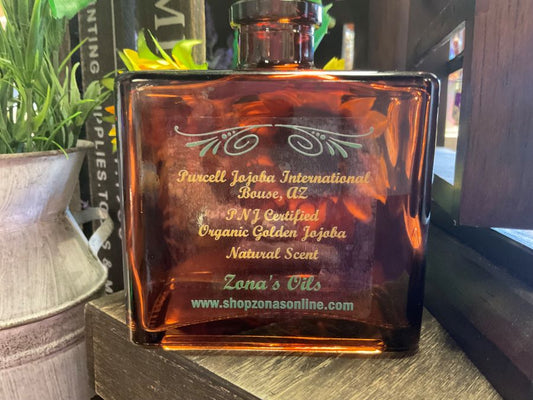 Purcell Jojoba International
Bouse, AZ
PNJ Certified
Organic Golden Jojoba
Natural Scent
Zona's Oils
www.shopzonasonline.com